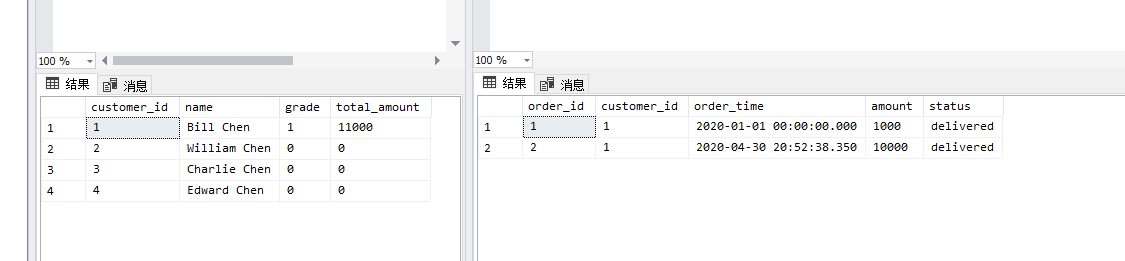 100 %
结果 消息
customer_id name grade total_amount
1 1 Bill Chen 1 11000
2 2 William Chen 0 0
3 3 Charlie Chen 0 0
4 4 Edward Chen 0 0
100 %
结果 消息
order_id customer_id order_time amount status
1 1 1 2020-01-01 00:00:00.000 1000 delivered
2 2 1 2020-04-30 20:52:38.350 10000 delivered